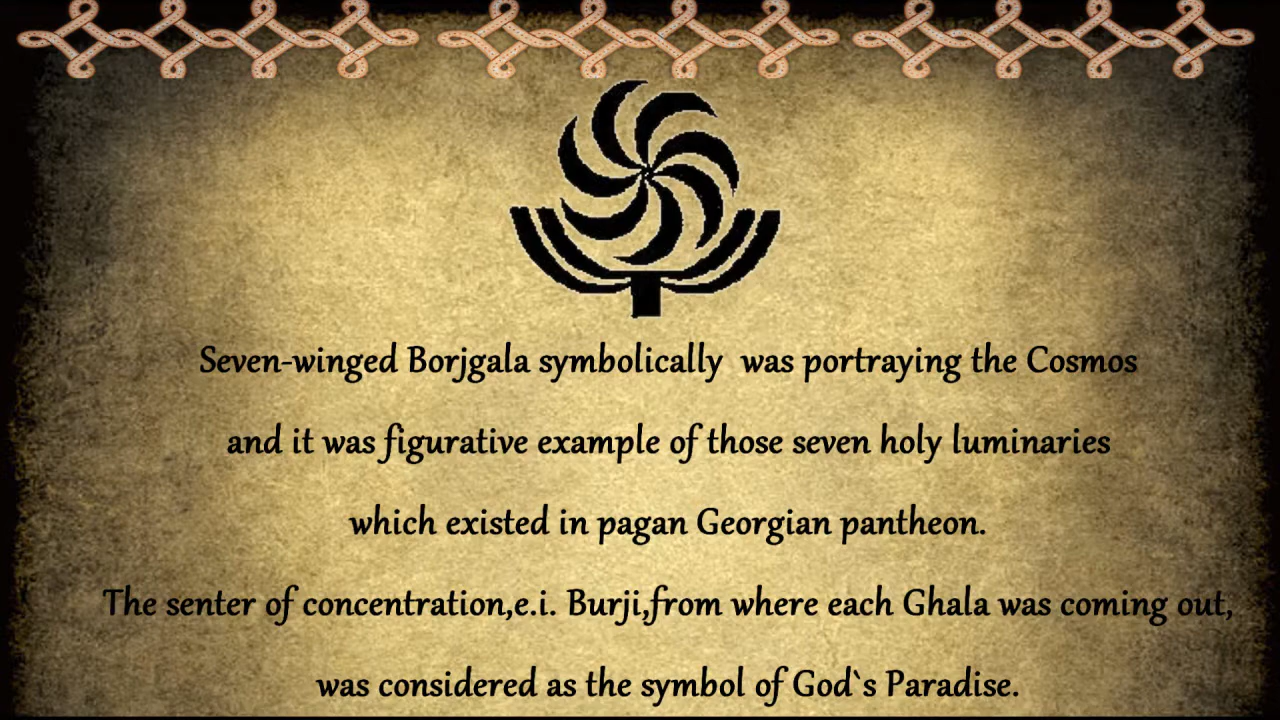 Seven-winged Borjgala symbolically was portraying the Cosmos
and it was figurative example of those seven holy luminaries
which existed in pagan Georgian pantheon.
The senter of concentration,e.i. Burji,from where each Ghala was coming out,
was considered as the symbol of God`s Paradise.